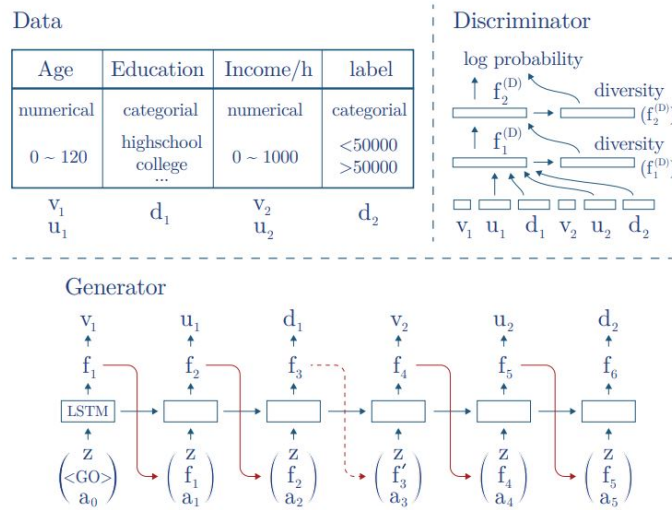 Data
Age Education Income/h label
numerical categorial numerical categorial
0 ~ 120 highschool college ... 0 ~ 1000 <50000 >50000
v₁ u₁ d₁ v₂ u₂ d₂
Discriminator
log probability
f₂⁽ᴰ⁾ diversity (f₂⁽ᴰ⁾)
f₁⁽ᴰ⁾ diversity (f₁⁽ᴰ⁾)
v₁ u₁ d₁ v₂ u₂ d₂
Generator
v₁ u₁ d₁ v₂ u₂ d₂
f₁ f₂ f₃ f₄ f₅ f₆
LSTM
z z z z z z
<GO> f₁ f₂ f₃′ f₄ f₅
a₀ a₁ a₂ a₃ a₄ a₅